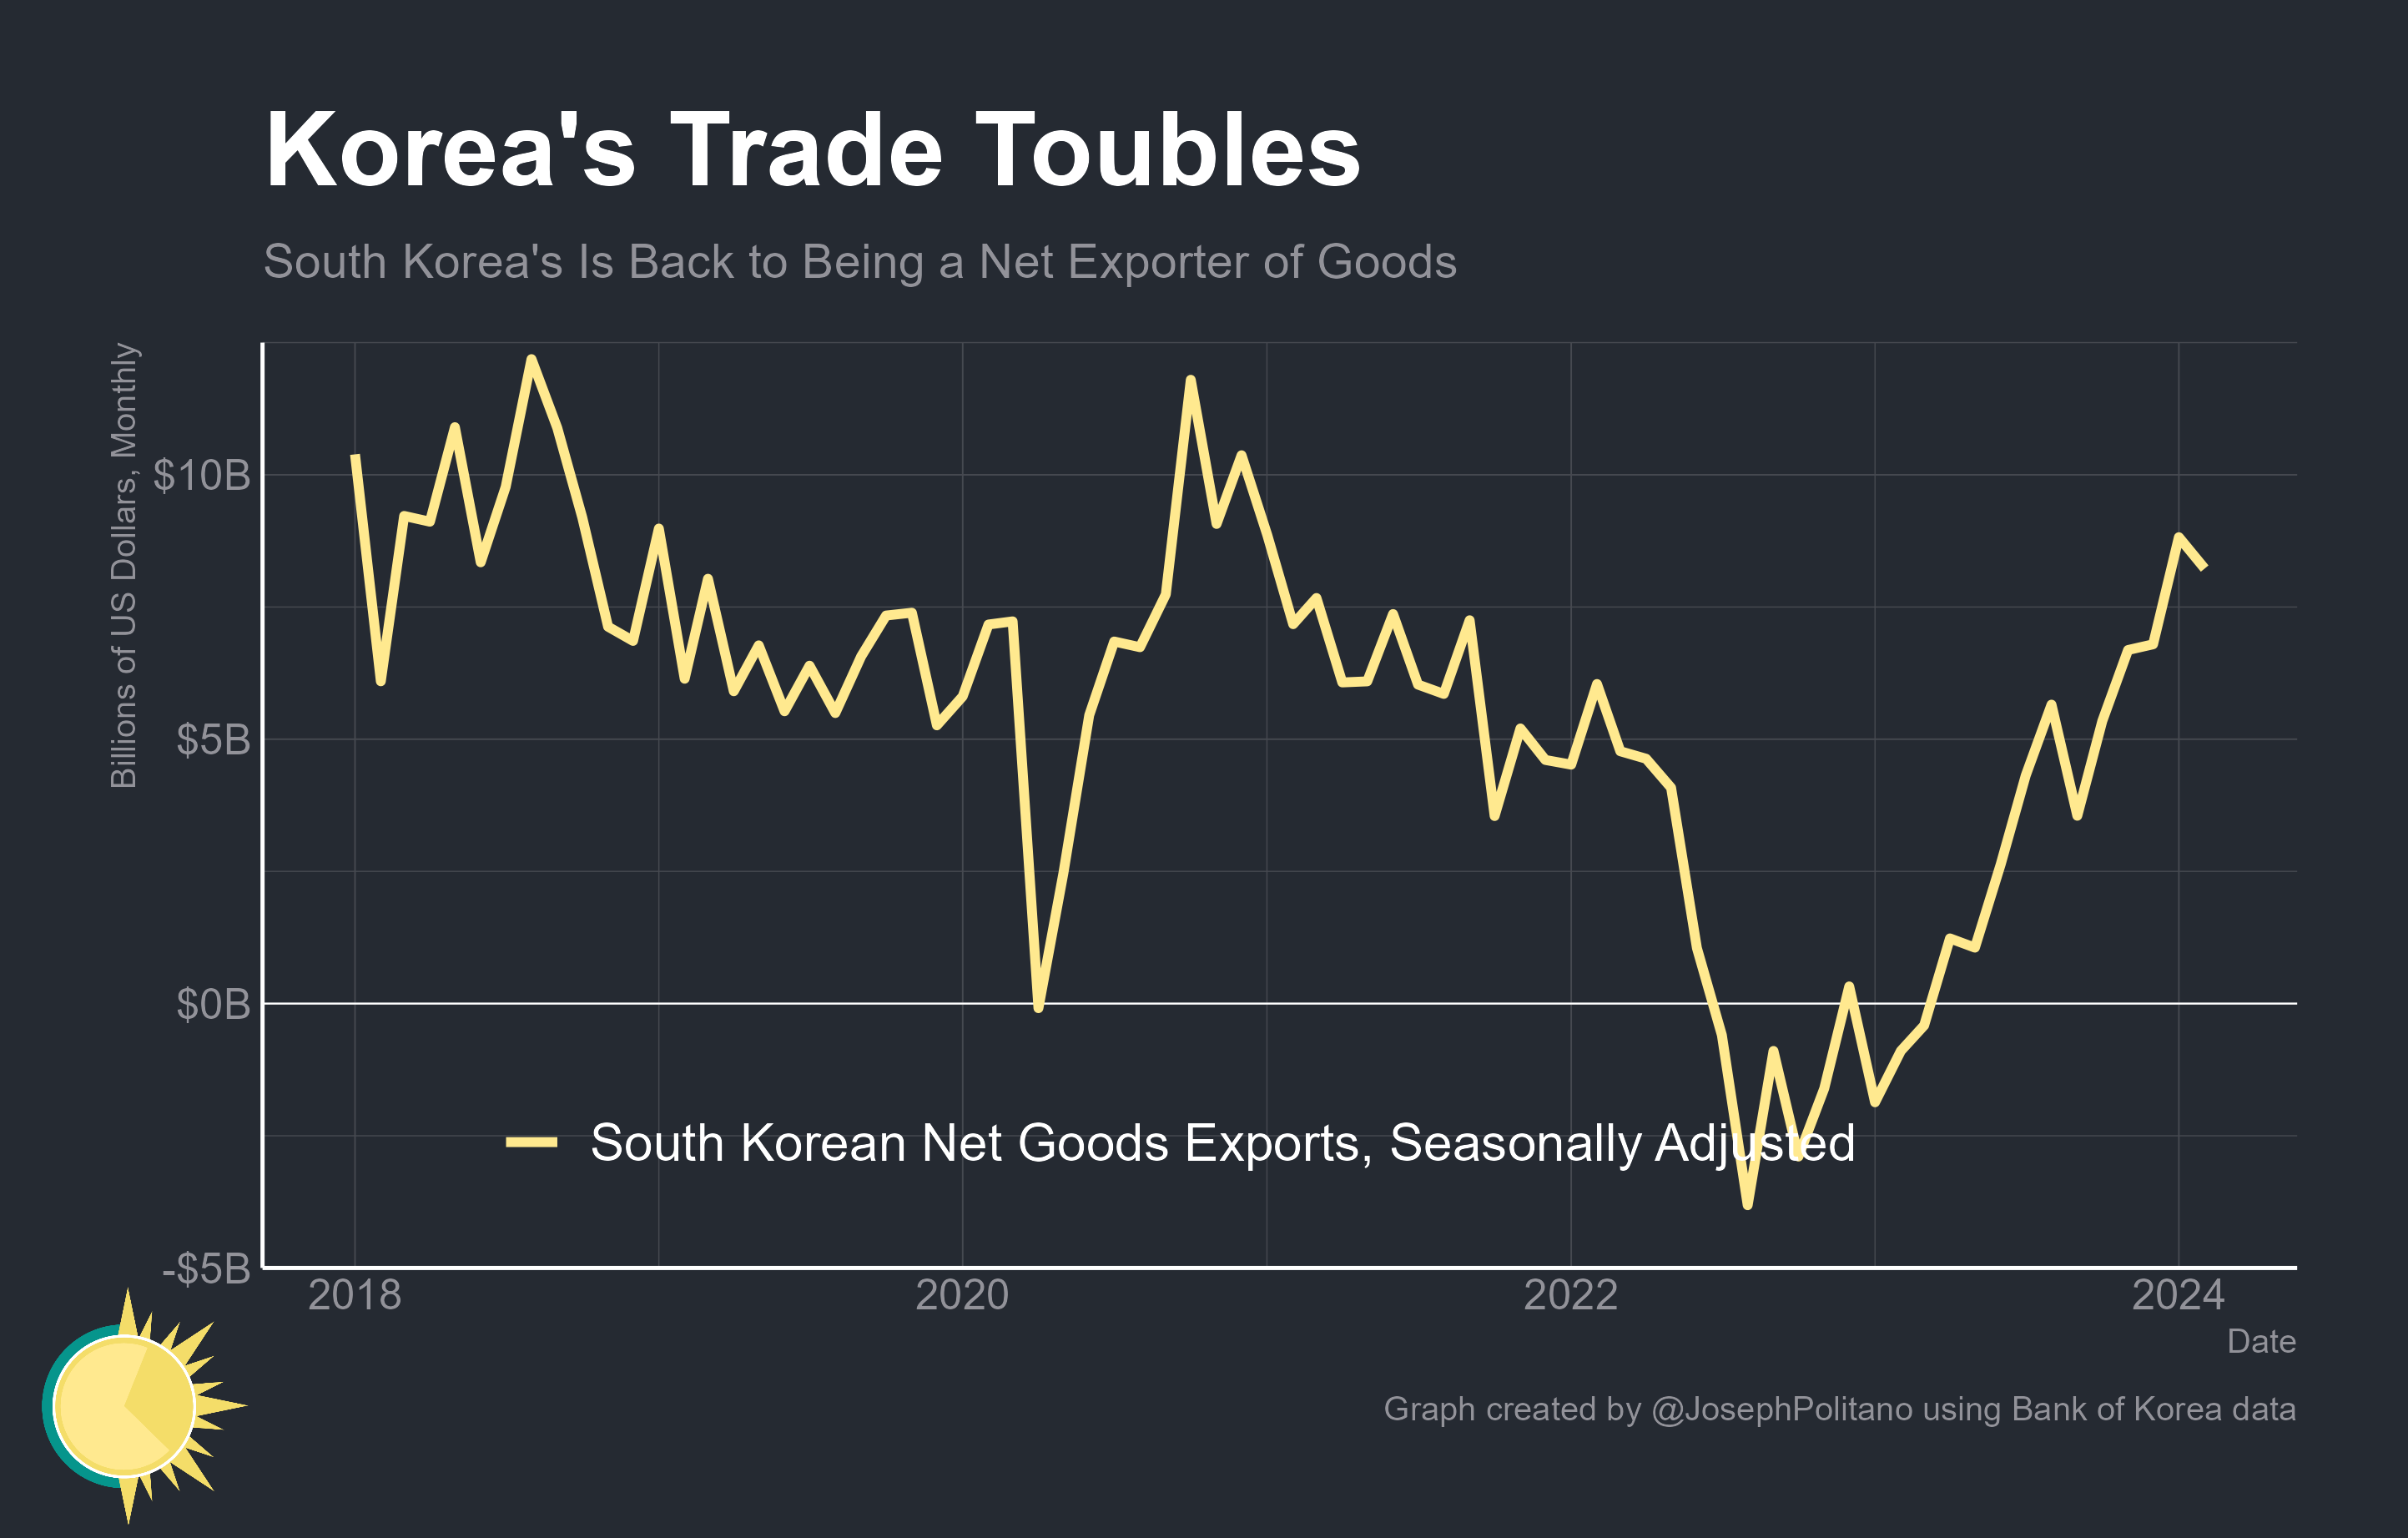 Korea's Trade Toubles
South Korea's Is Back to Being a Net Exporter of Goods
Billions of US Dollars, Monthly
$10B
$5B
$0B
-$5B
South Korean Net Goods Exports, Seasonally Adjusted
2018
2020
2022
2024
Date
Graph created by @JosephPolitano using Bank of Korea data